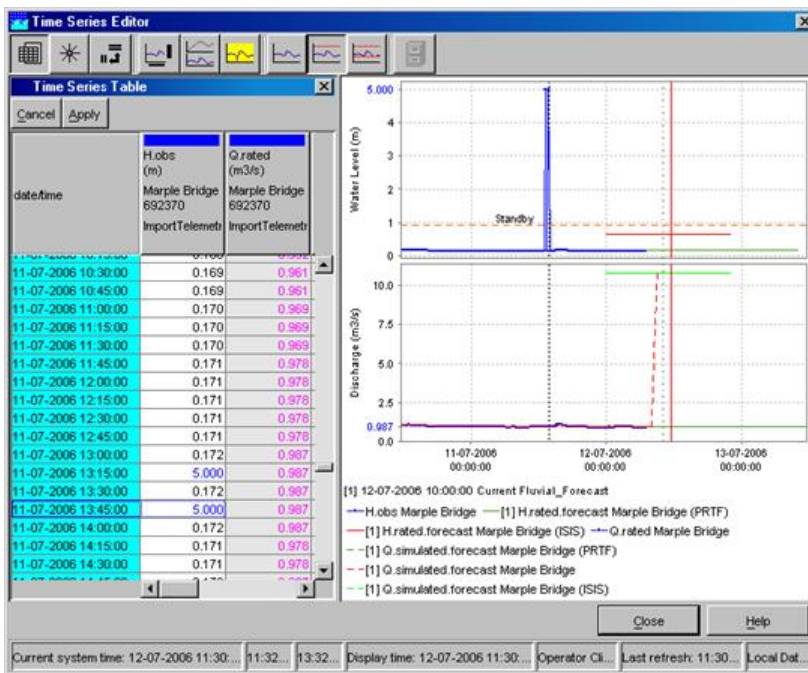 Time Series Editor
Time Series Table
Cancel Apply
date/time
H.obs
(m)
Marple Bridge
692370
ImportTelemetr
Q.rated
(m3/s)
Marple Bridge
692370
ImportTelemetr
11-07-2006 10:30:00 0.169 0.961
11-07-2006 10:45:00 0.169 0.961
11-07-2006 11:00:00 0.170 0.969
11-07-2006 11:15:00 0.170 0.969
11-07-2006 11:30:00 0.170 0.969
11-07-2006 11:45:00 0.171 0.978
11-07-2006 12:00:00 0.171 0.978
11-07-2006 12:15:00 0.171 0.978
11-07-2006 12:30:00 0.171 0.978
11-07-2006 12:45:00 0.171 0.978
11-07-2006 13:00:00 0.172 0.987
11-07-2006 13:15:00 5.000 0.987
11-07-2006 13:30:00 0.172 0.987
11-07-2006 13:45:00 5.000 0.987
11-07-2006 14:00:00 0.172 0.987
11-07-2006 14:15:00 0.171 0.978
11-07-2006 14:30:00 0.171 0.978
Water Level (m)
5.000
4
3
2
1
0
Standby
Discharge (m3/s)
10.0
7.5
5.0
2.5
0.987
0.0
11-07-2006
00:00:00
12-07-2006
00:00:00
13-07-2006
00:00:00
[1] 12-07-2006 10:00:00 Current Fluvial_Forecast
H.obs Marple Bridge [1] H.rated.forecast Marple Bridge (PRTF)
[1] H.rated.forecast Marple Bridge (ISIS) Q.rated Marple Bridge
[1] Q.simulated.forecast Marple Bridge (PRTF)
[1] Q.simulated.forecast Marple Bridge
[1] Q.simulated.forecast Marple Bridge (ISIS)
Close Help
Current system time: 12-07-2006 11:30:... 11:32... 13:32... Display time: 12-07-2006 11:30:... Operator Cli... Last refresh: 11:30... Local Dat...